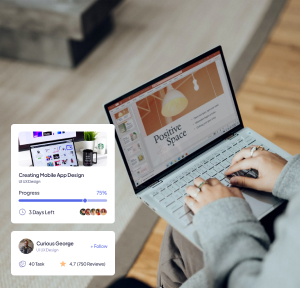 Positive
Space
Creating Mobile App Design
UI UX Design
Progress
75%
3 Days Left
Curious George
UI UX Design
+ Follow
40 Task
4,7 (750 Reviews)